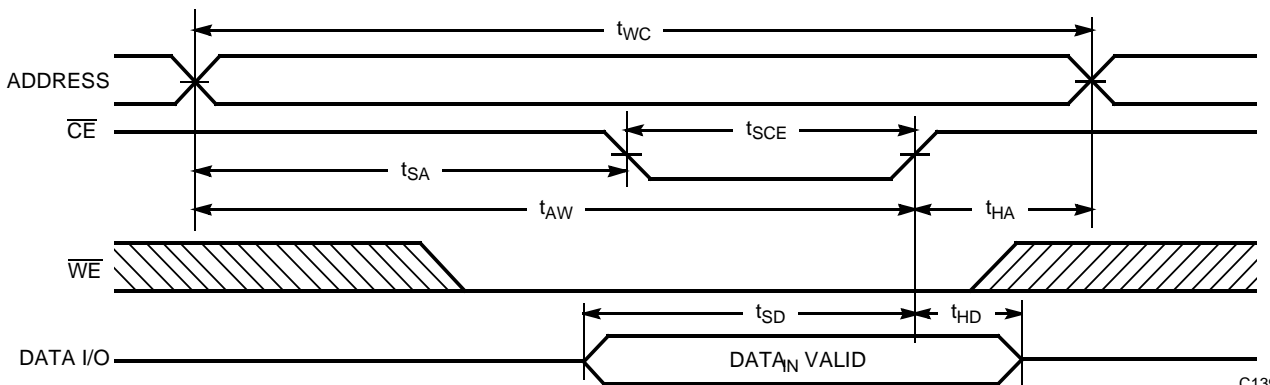 tWC
ADDRESS
CE
tSCE
tSA
tAW
tHA
WE
tSD
tHD
DATA I/O
DATAIN VALID